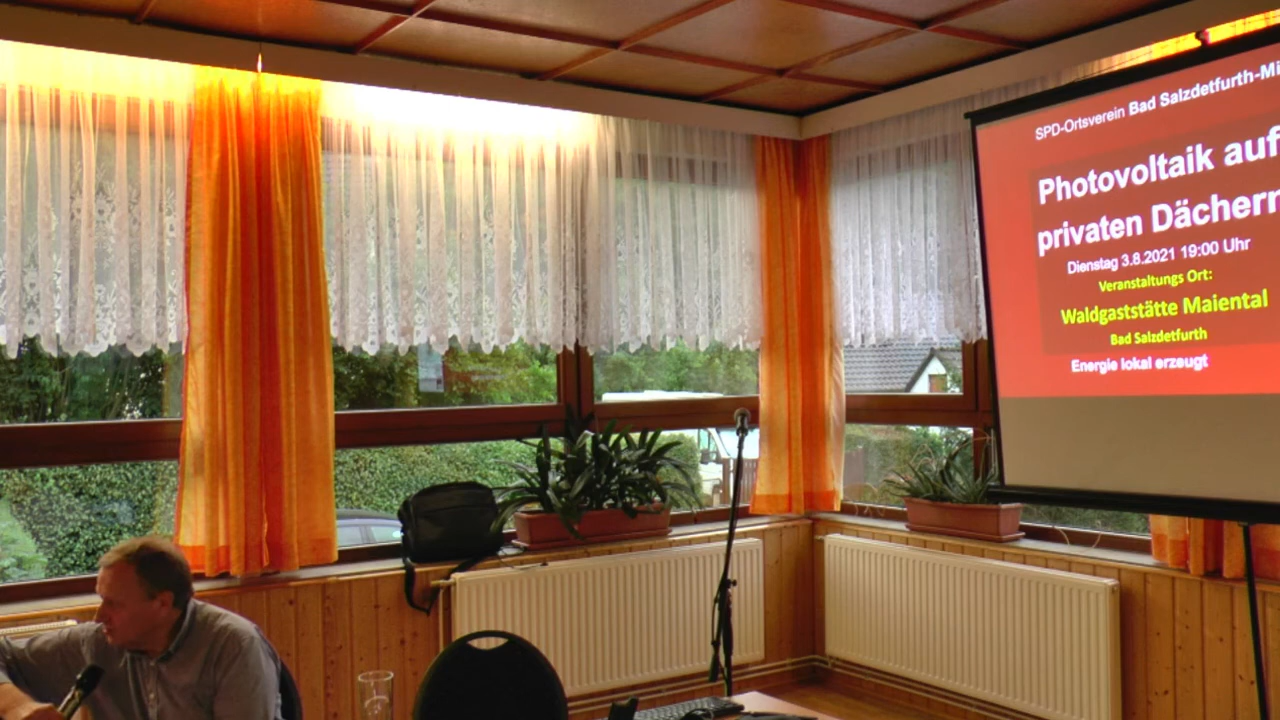 SPD-Ortsverein Bad Salzdetfurth-Mi
Photovoltaik auf
privaten Dächern
Dienstag 3.8.2021 19:00 Uhr
Veranstaltungs Ort:
Waldgaststätte Maiental
Bad Salzdetfurth
Energie lokal erzeugt